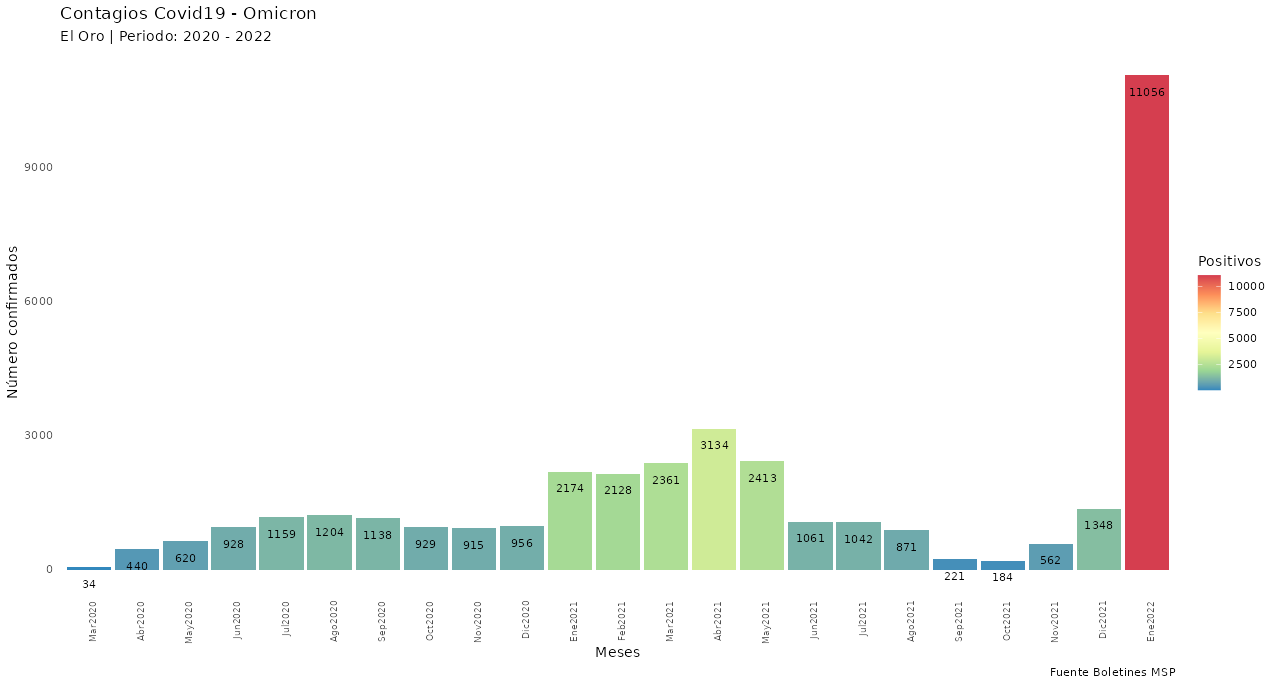 Contagios Covid19 - Omicron
El Oro | Periodo: 2020 - 2022
Número confirmados
9000
6000
3000
0
34
440
620
928
1159
1204
1138
929
915
956
2174
2128
2361
3134
2413
1061
1042
871
221
184
562
1348
11056
Mar2020
Abr2020
May2020
Jun2020
Jul2020
Ago2020
Sep2020
Oct2020
Nov2020
Dic2020
Ene2021
Feb2021
Mar2021
Abr2021
May2021
Jun2021
Jul2021
Ago2021
Sep2021
Oct2021
Nov2021
Dic2021
Ene2022
Meses
Positivos
10000
7500
5000
2500
Fuente Boletines MSP